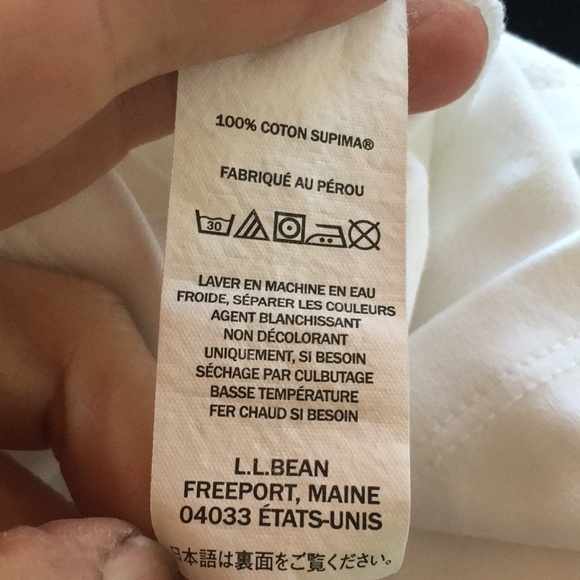 100% COTON SUPIMA®
FABRIQUÉ AU PÉROU
30
LAVER EN MACHINE EN EAU
FROIDE, SÉPARER LES COULEURS
AGENT BLANCHISSANT
NON DÉCOLORANT
UNIQUEMENT, SI BESOIN
SÉCHAGE PAR CULBUTAGE
BASSE TEMPÉRATURE
FER CHAUD SI BESOIN
L.L.BEAN
FREEPORT, MAINE
04033 ÉTATS-UNIS
日本語は裏面をご覧ください。